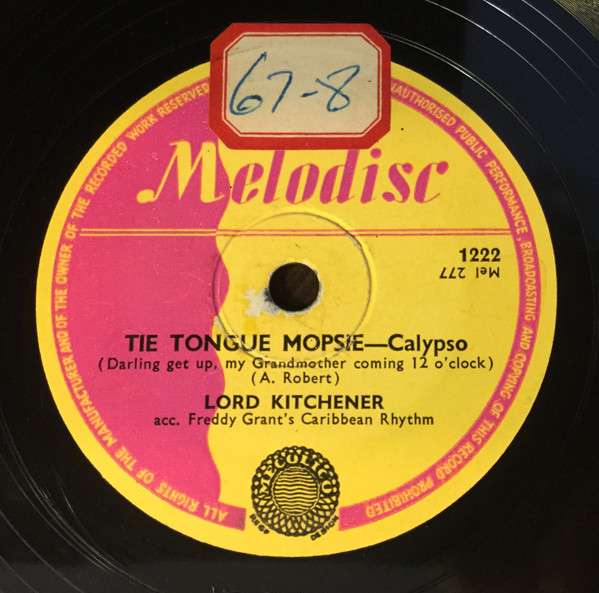 67-8
ALL RIGHTS OF THE MANUFACTURER AND OF THE OWNER OF THE RECORDED WORK RESERVED
UNAUTHORISED PUBLIC PERFORMANCE, BROADCASTING AND COPYING OF THIS RECORD PROHIBITED
Melodisc
1222
Mel 277
TIE TONGUE MOPSIE—Calypso
(Darling get up, my Grandmother coming 12 o'clock)
(A. Robert)
LORD KITCHENER
acc. Freddy Grant's Caribbean Rhythm